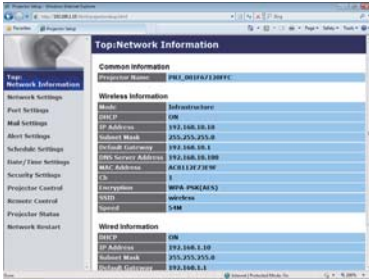 Top:Network Information
Top:
Network Information
Network Settings
Port Settings
Mail Settings
Alert Settings
Schedule Settings
Date/Time Settings
Security Settings
Projector Control
Remote Control
Projector Status
Network Restart
Common Information
Projector Name
Wireless Information
Mode Infrastructure
DHCP ON
IP Address 192.168.10.10
Subnet Mask 255.255.255.0
Default Gateway 192.168.10.1
DNS Server Address 192.168.10.100
MAC Address
Ch 1
Encryption WPA-PSK(AES)
SSID wireless
Speed 54M
Wired Information
DHCP ON
IP Address 192.168.1.10
Subnet Mask 255.255.255.0
Default Gateway 192.168.1.1